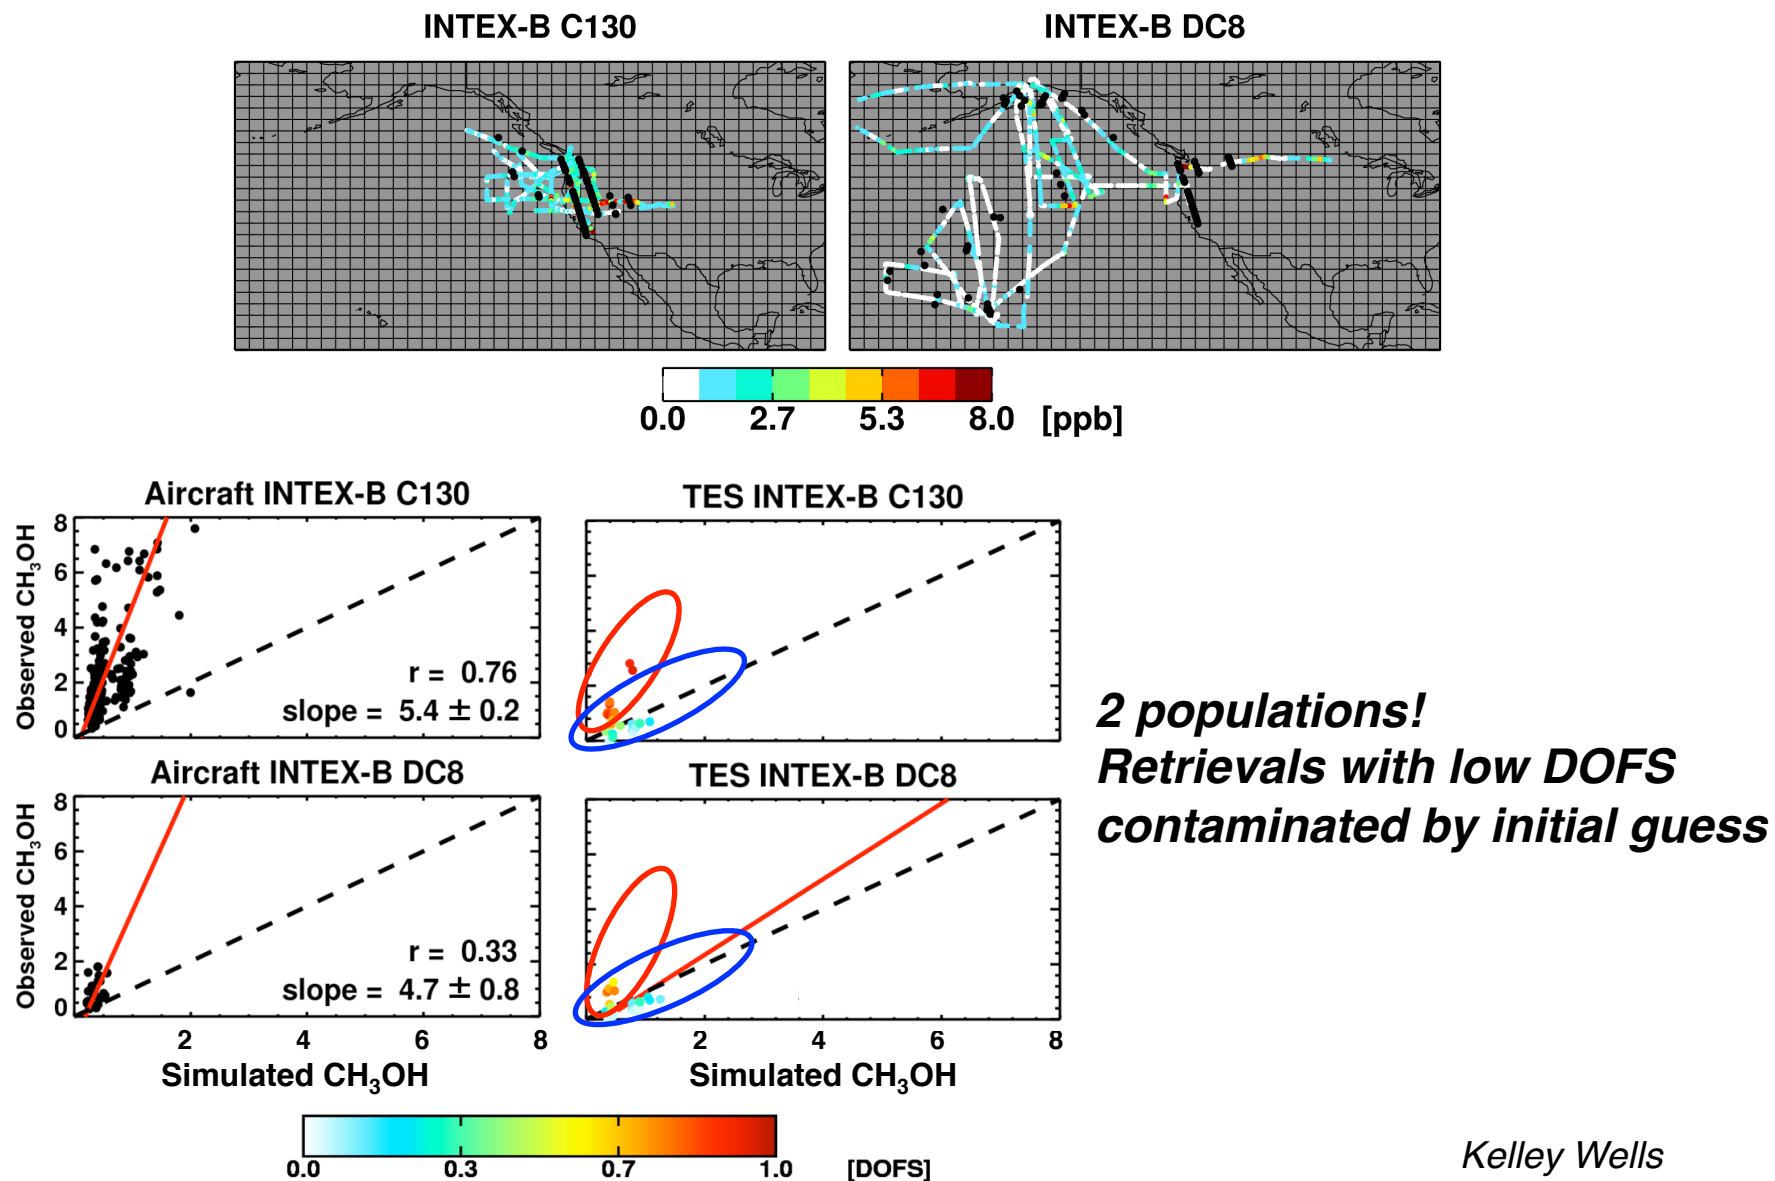 INTEX-B C130
INTEX-B DC8
0.0 2.7 5.3 8.0 [ppb]
Aircraft INTEX-B C130
8
6
4
2
0
Observed CH₃OH
r = 0.76
slope = 5.4 ± 0.2
TES INTEX-B C130
2 4 6 8
Aircraft INTEX-B DC8
8
6
4
2
0
Observed CH₃OH
r = 0.33
slope = 4.7 ± 0.8
2 4 6 8
Simulated CH₃OH
TES INTEX-B DC8
2 4 6 8
Simulated CH₃OH
2 populations!
Retrievals with low DOFS
contaminated by initial guess
0.0 0.3 0.7 1.0 [DOFS]
Kelley Wells